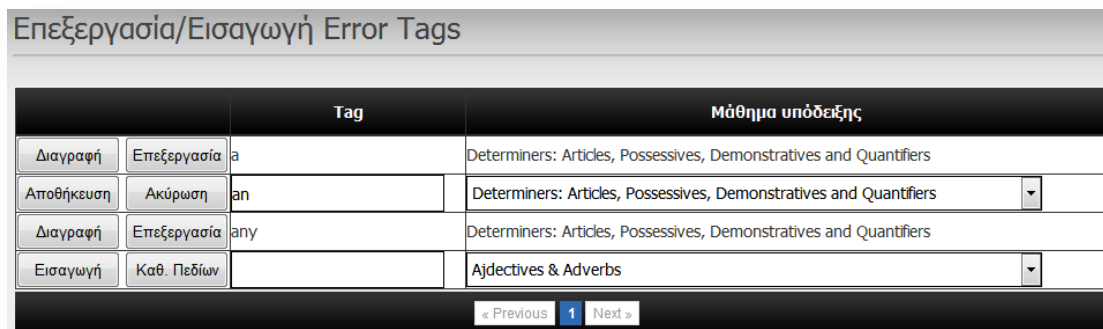 Επεξεργασία/Εισαγωγή Error Tags
Tag Μάθημα υπόδειξης
Διαγραφή Επεξεργασία a Determiners: Articles, Possessives, Demonstratives and Quantifiers
Αποθήκευση Ακύρωση an Determiners: Articles, Possessives, Demonstratives and Quantifiers
Διαγραφή Επεξεργασία any Determiners: Articles, Possessives, Demonstratives and Quantifiers
Εισαγωγή Καθ. Πεδίων Ajdectives & Adverbs
« Previous 1 Next »